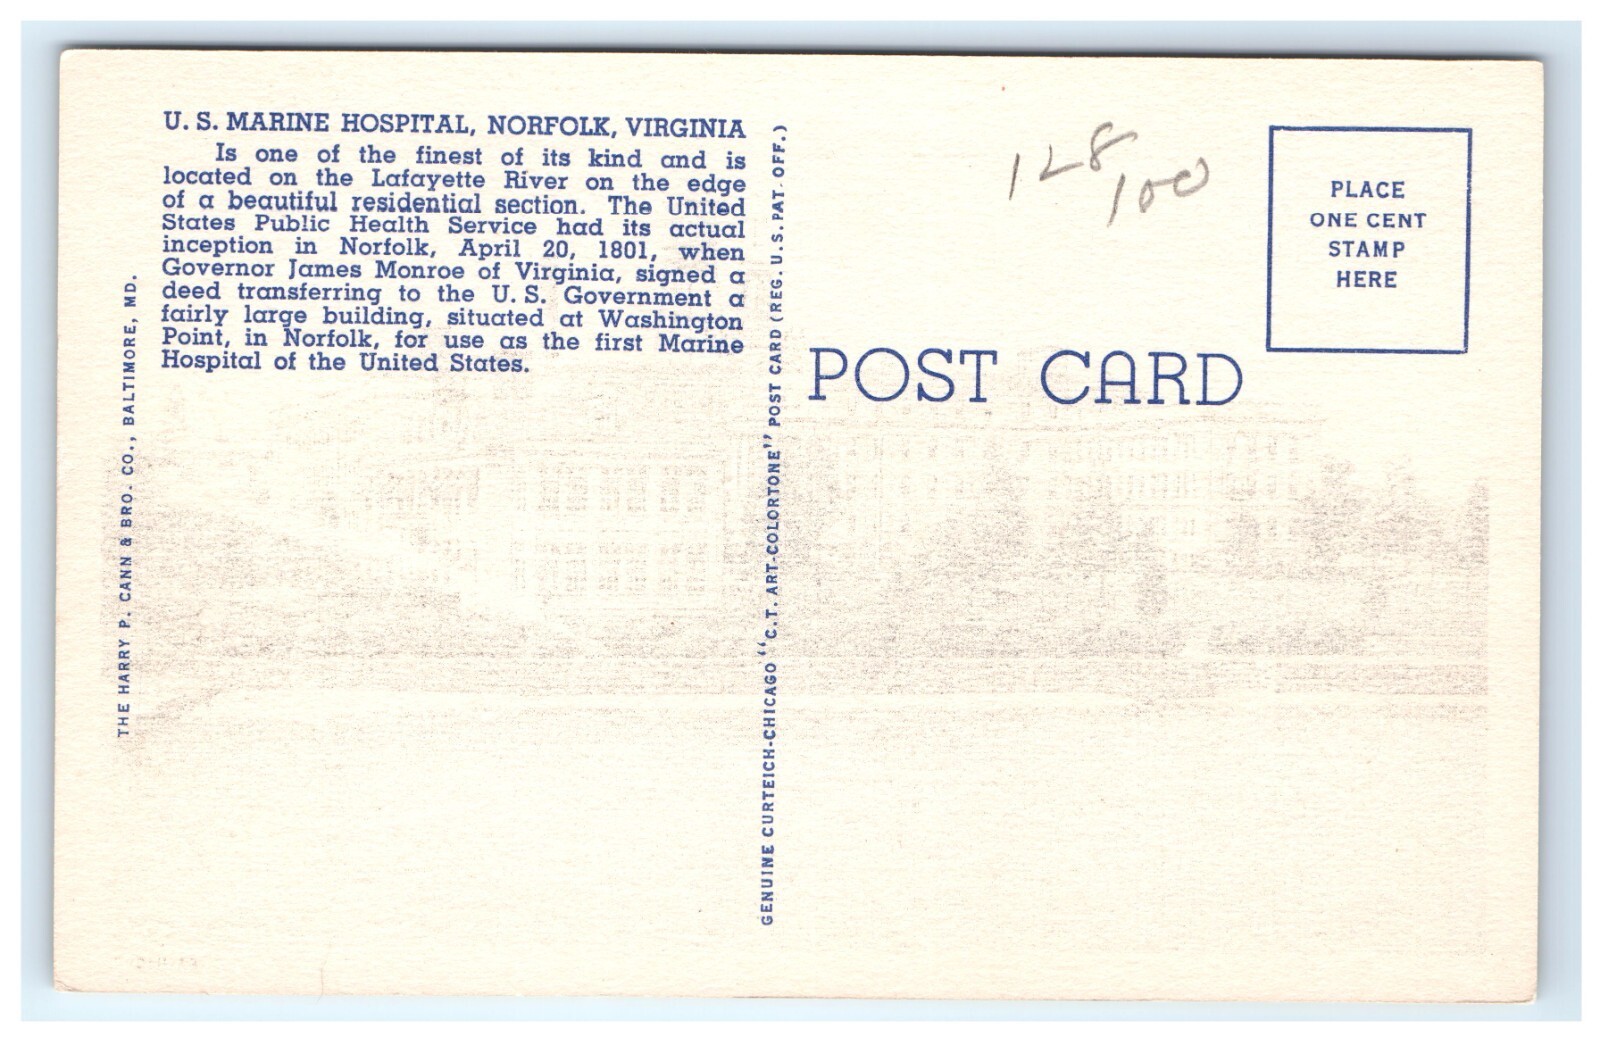 U. S. MARINE HOSPITAL, NORFOLK, VIRGINIA
Is one of the finest of its kind and is
located on the Lafayette River on the edge
of a beautiful residential section. The United
States Public Health Service had its actual
inception in Norfolk, April 20, 1801, when
Governor James Monroe of Virginia, signed a
deed transferring to the U. S. Government a
fairly large building, situated at Washington
Point, in Norfolk, for use as the first Marine
Hospital of the United States.
THE HARRY P. CANN & BRO. CO., BALTIMORE, MD.
GENUINE CURTEICH-CHICAGO "C.T. ART-COLORTONE" POST CARD (REG. U.S. PAT. OFF.)
128
100
POST CARD
PLACE
ONE CENT
STAMP
HERE